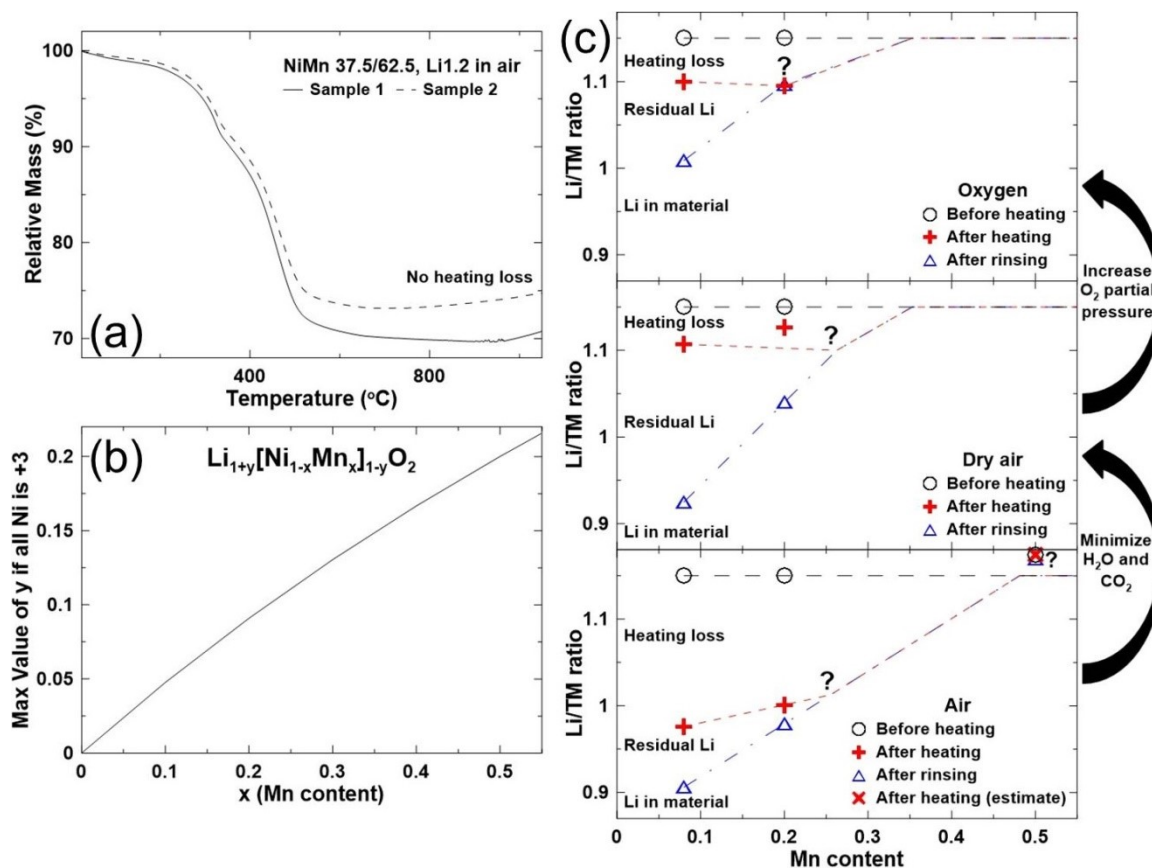 (a)
NiMn 37.5/62.5, Li1.2 in air
Sample 1 Sample 2
No heating loss
100
90
80
70
Relative Mass (%)
400
800
Temperature (°C)
(b)
Li1+y[Ni1-xMnx]1-yO2
0.2
0.15
0.1
0.05
0
Max Value of y if all Ni is +3
0
0.1
0.2
0.3
0.4
0.5
x (Mn content)
(c)
Heating loss
?
Residual Li
Li in material
Oxygen
Before heating
After heating
After rinsing
1.1
1
0.9
Li/TM ratio
Heating loss
?
Residual Li
Li in material
Dry air
Before heating
After heating
After rinsing
1.1
1
0.9
Li/TM ratio
?
Heating loss
?
Residual Li
Li in material
Air
Before heating
After heating
After rinsing
After heating (estimate)
1.1
1
0.9
Li/TM ratio
0
0.1
0.2
0.3
0.4
0.5
Mn content
Increase
O2 partial
pressure
Minimize
H2O and
CO2